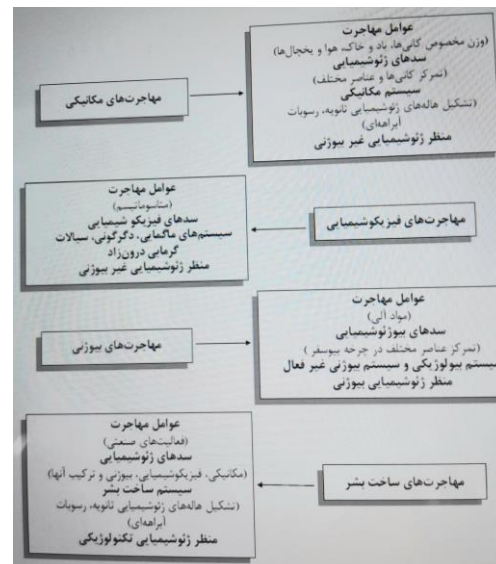 مهاجرت‌های مکانیکی
عوامل مهاجرت
(وزن مخصوص کانی‌ها، باد و خاک، هوا و یخچال‌ها)
سدهای ژئوشیمیایی
(تمرکز کانی‌ها و عناصر مختلف)
سیستم مکانیکی
(تشکیل هاله‌های ژئوشیمیایی ثانویه، رسوبات
آبراهه‌ای)
منظر ژئوشیمیایی غیر بیوژنی
مهاجرت‌های فیزیکوشیمیایی
عوامل مهاجرت
(متاسوماتیسم)
سدهای فیزیکو شیمیایی
سیستم‌های ماگمایی، دگرگونی، سیالات
گرمابی درون‌زاد
منظر ژئوشیمیایی غیر بیوژنی
مهاجرت‌های بیوژنی
عوامل مهاجرت
(مواد آلی)
سدهای بیوژئوشیمیایی
(تمرکز عناصر مختلف در چرخه بیوسفر )
سیستم بیولوژیکی و سیستم بیوژنی غیر فعال
منظر ژئوشیمیایی بیوژنی
مهاجرت‌های ساخت بشر
عوامل مهاجرت
(فعالیت‌های صنعتی)
سدهای ژئوشیمیایی
(مکانیکی، فیزیکوشیمیایی، بیوژنی و ترکیب آنها)
سیستم ساخت بشر
(تشکیل هاله‌های ژئوشیمیایی ثانویه، رسوبات
آبراهه‌ای)
منظر ژئوشیمیایی تکنولوژیکی